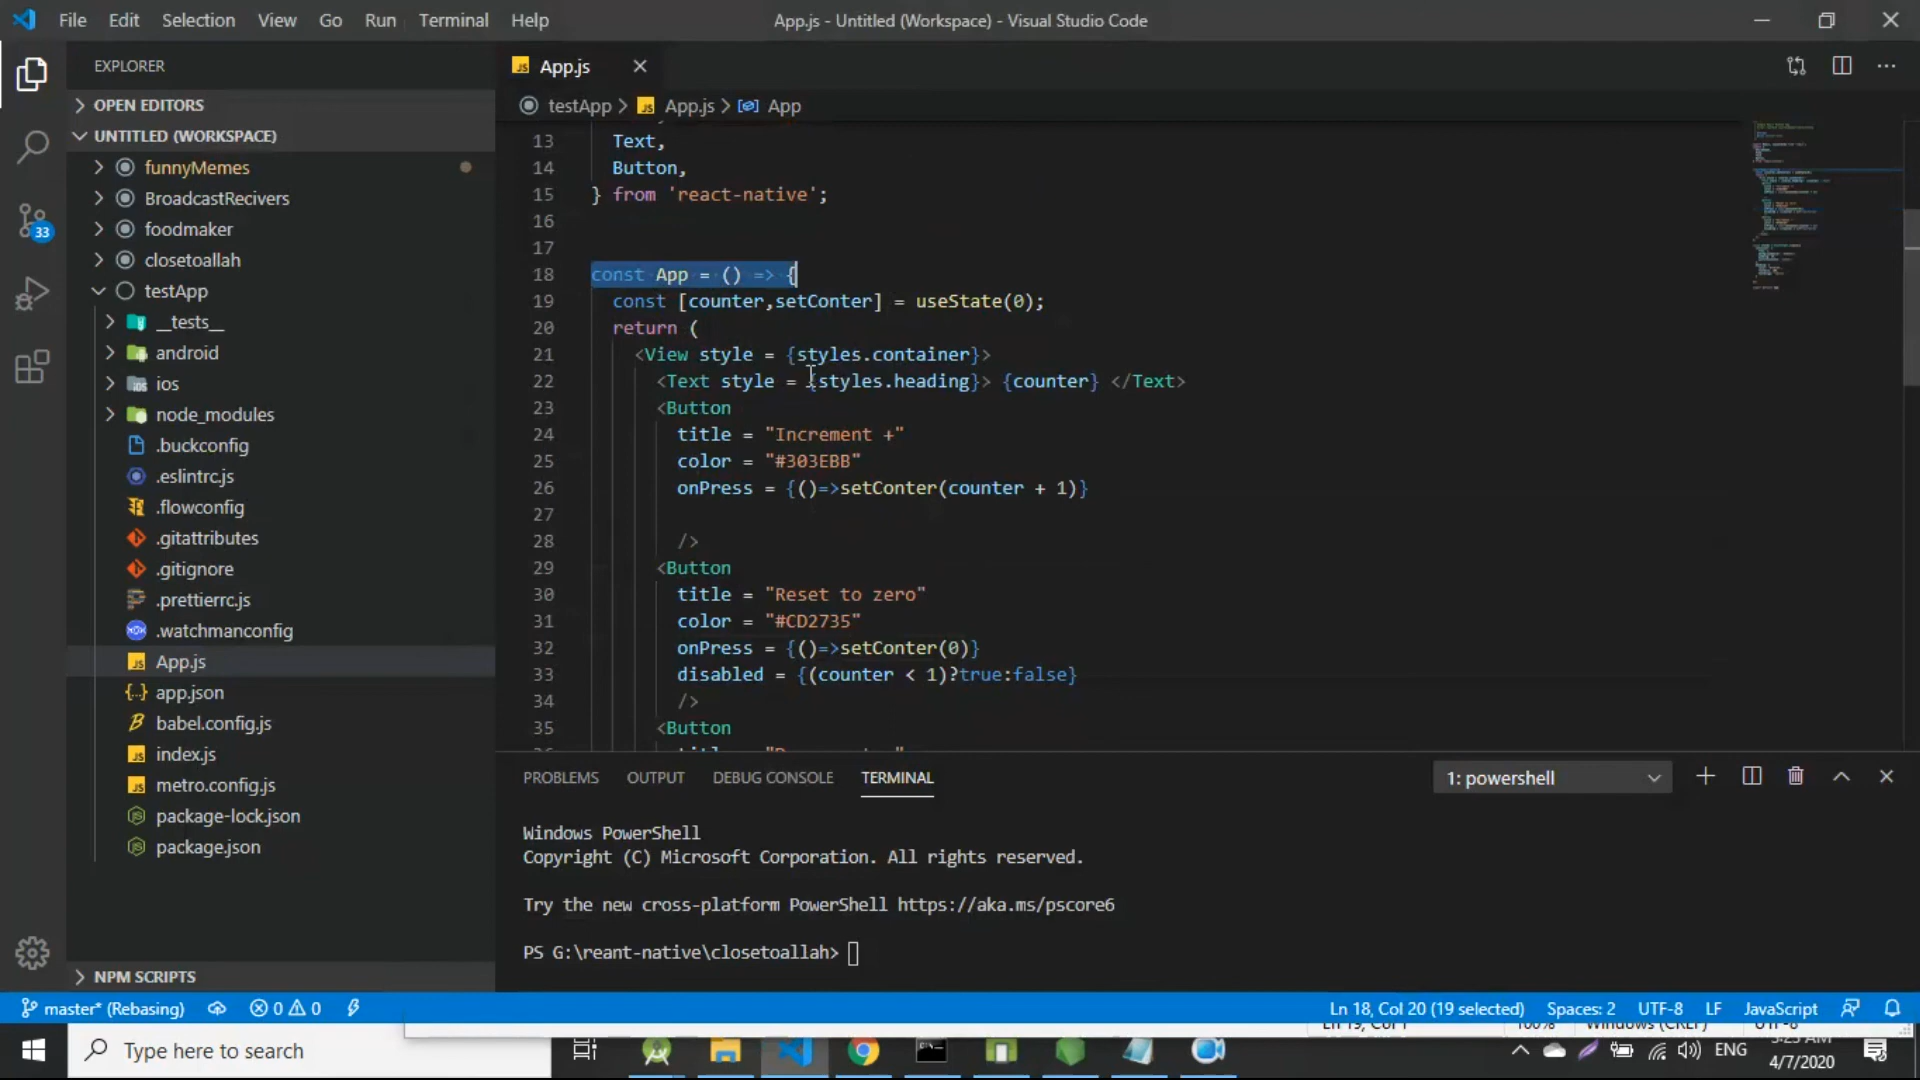 File Edit Selection View Go Run Terminal Help
App.js - Untitled (Workspace) - Visual Studio Code
EXPLORER
OPEN EDITORS
UNTITLED (WORKSPACE)
funnyMemes
BroadcastRecivers
foodmaker
closetoallah
testApp
__tests__
android
ios
node_modules
.buckconfig
.eslintrc.js
.flowconfig
.gitattributes
.gitignore
.prettierrc.js
.watchmanconfig
App.js
app.json
babel.config.js
index.js
metro.config.js
package-lock.json
package.json
NPM SCRIPTS
33
JS App.js
testApp > JS App.js > App
13 Text,
14 Button,
15 } from 'react-native';
16
17
18 const App = () => {
19 const [counter,setConter] = useState(0);
20 return (
21 <View style = {styles.container}>
22 <Text style = {styles.heading}> {counter} </Text>
23 <Button
24 title = "Increment +"
25 color = "#303EBB"
26 onPress = {()=>setConter(counter + 1)}
27
28 />
29 <Button
30 title = "Reset to zero"
31 color = "#CD2735"
32 onPress = {()=>setConter(0)}
33 disabled = {(counter < 1)?true:false}
34 />
35 <Button
PROBLEMS OUTPUT DEBUG CONSOLE TERMINAL
1: powershell
Windows PowerShell
Copyright (C) Microsoft Corporation. All rights reserved.
Try the new cross-platform PowerShell https://aka.ms/pscore6
PS G:\reant-native\closetoallah>
master* (Rebasing) 0 0
Ln 18, Col 20 (19 selected) Spaces: 2 UTF-8 LF JavaScript
Type here to search
ENG
4/7/2020